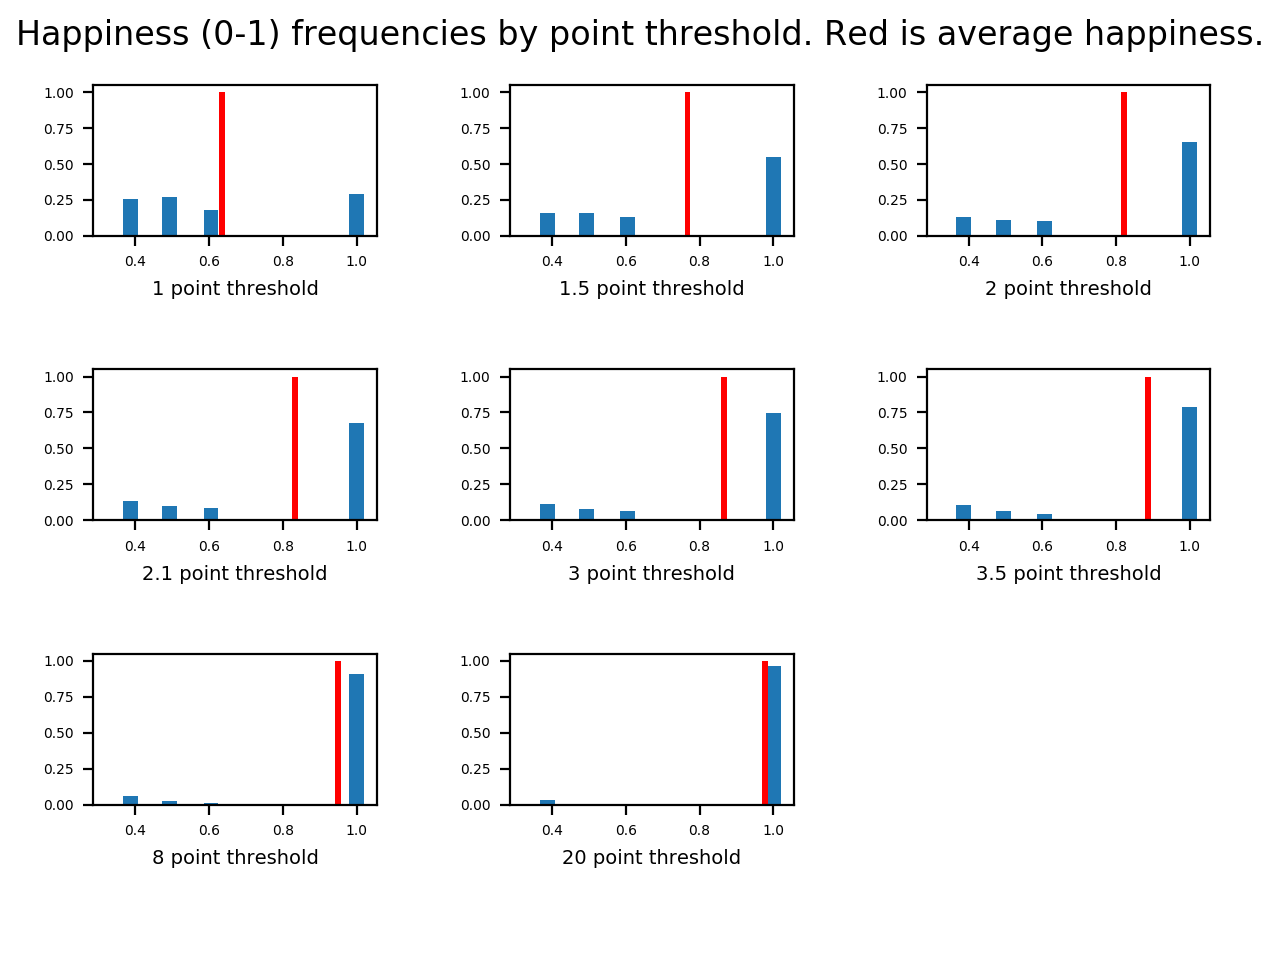 Happiness (0-1) frequencies by point threshold. Red is average happiness.
1.00 1.00 1.00
0.75 0.75 0.75
0.50 0.50 0.50
0.25 0.25 0.25
0.00 0.00 0.00
0.4 0.6 0.8 1.0 0.4 0.6 0.8 1.0 0.4 0.6 0.8 1.0
1 point threshold 1.5 point threshold 2 point threshold
1.00 1.00 1.00
0.75 0.75 0.75
0.50 0.50 0.50
0.25 0.25 0.25
0.00 0.00 0.00
0.4 0.6 0.8 1.0 0.4 0.6 0.8 1.0 0.4 0.6 0.8 1.0
2.1 point threshold 3 point threshold 3.5 point threshold
1.00 1.00
0.75 0.75
0.50 0.50
0.25 0.25
0.00 0.00
0.4 0.6 0.8 1.0 0.4 0.6 0.8 1.0
8 point threshold 20 point threshold